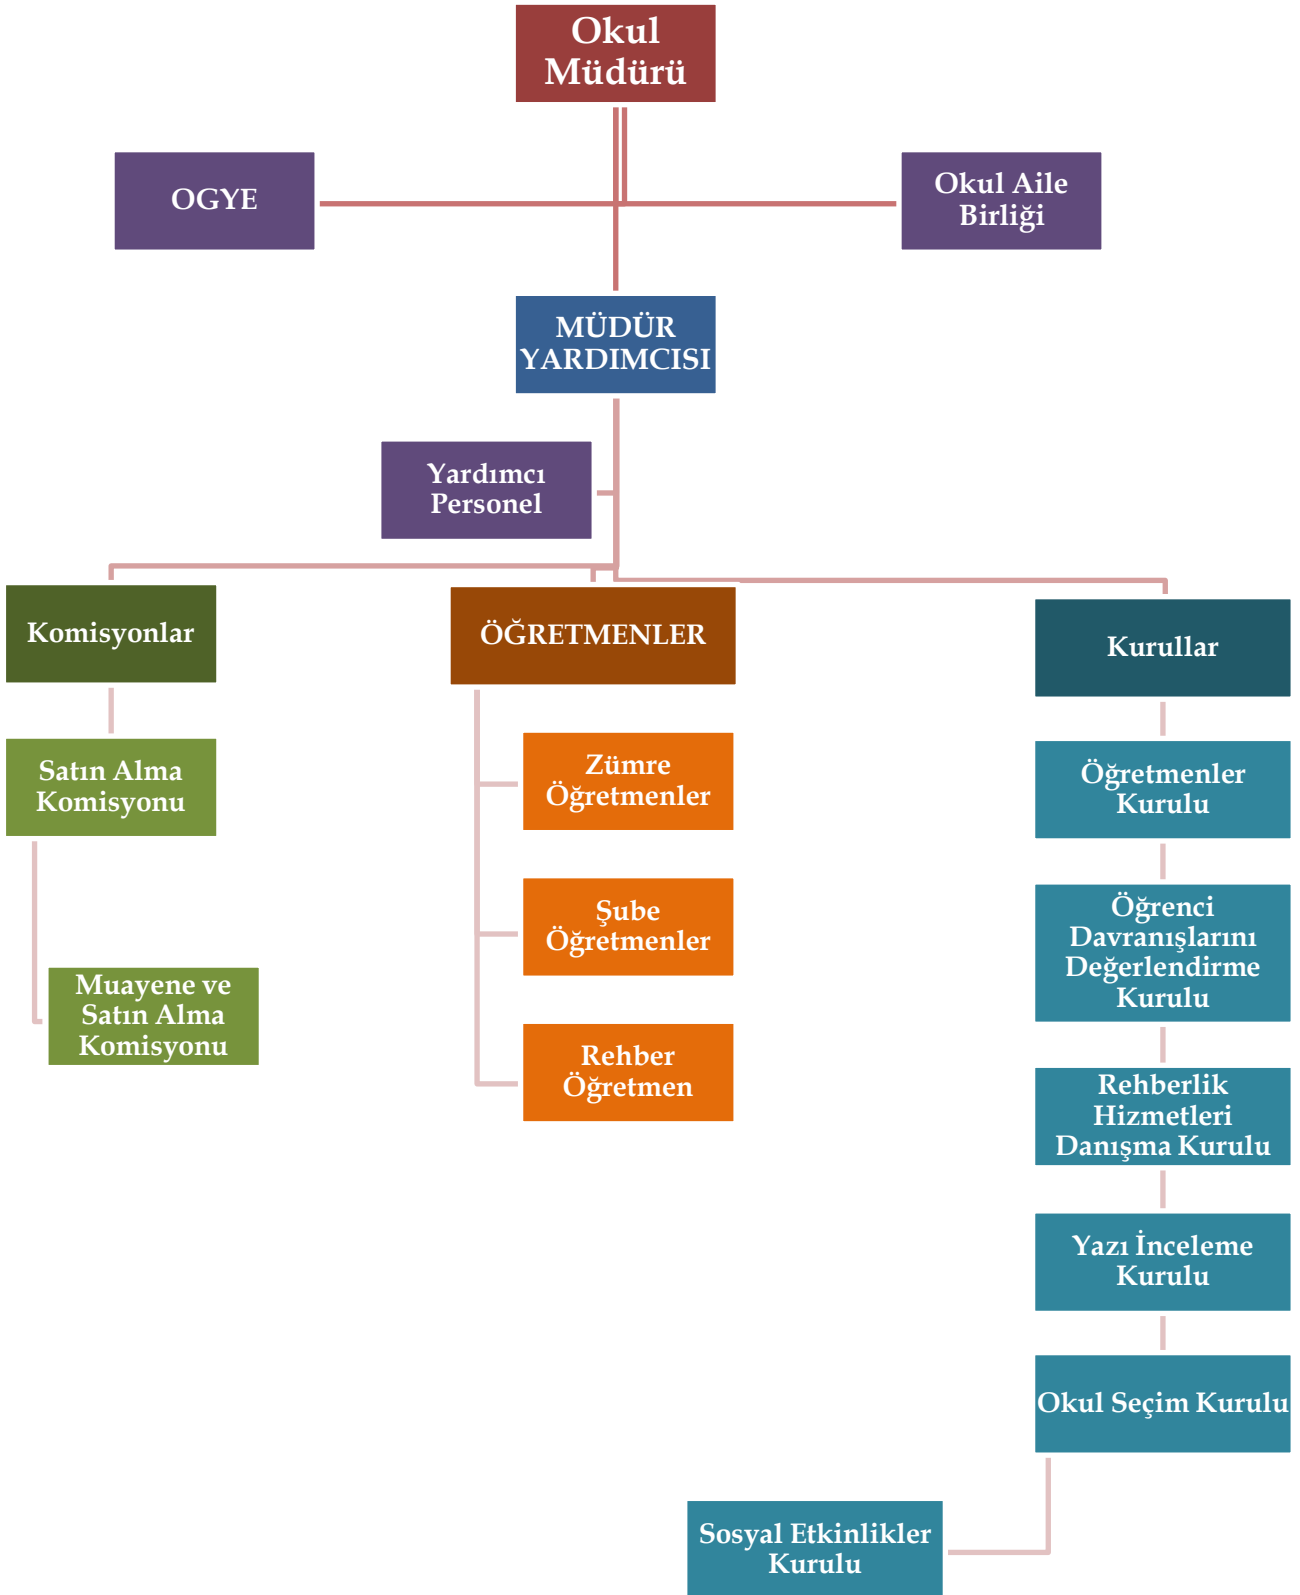 Okul
Müdürü
OGYE
Okul Aile
Birliği
MÜDÜR
YARDIMCISI
Yardımcı
Personel
Komisyonlar
ÖĞRETMENLER
Kurullar
Satın Alma
Komisyonu
Zümre
Öğretmenler
Öğretmenler
Kurulu
Muayene ve
Satın Alma
Komisyonu
Şube
Öğretmenler
Öğrenci
Davranışlarını
Değerlendirme
Kurulu
Rehber
Öğretmen
Rehberlik
Hizmetleri
Danışma Kurulu
Yazı İnceleme
Kurulu
Okul Seçim Kurulu
Sosyal Etkinlikler
Kurulu